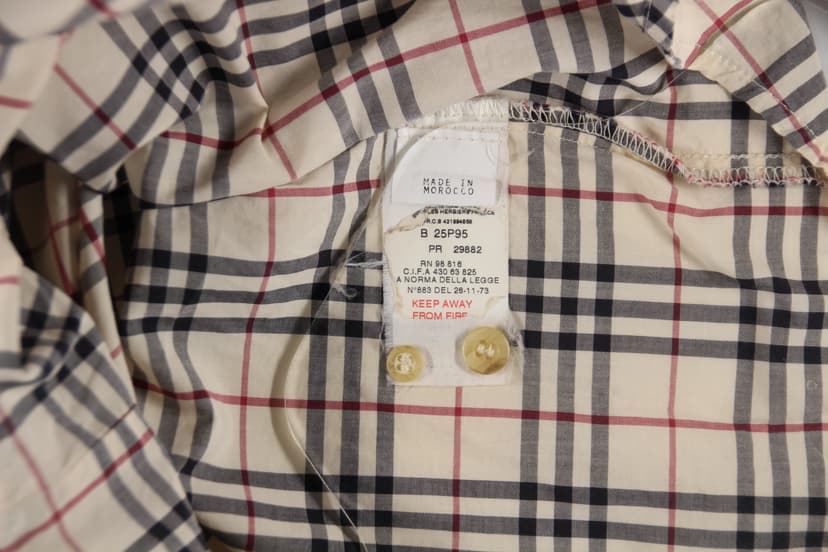 MADE IN
MOROCCO
R.C.B 421994658
B 25P95
PR 29882
RN 98 816
C.I.F.A 430 63 825
A NORMA DELLA LEGGE
N°883 DEL 26-11-73
KEEP AWAY
FROM FIRE